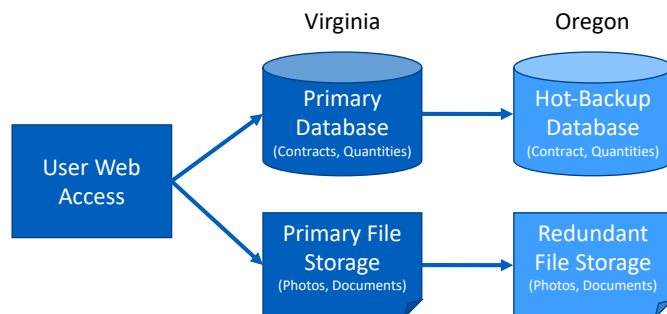 Virginia
Oregon
User Web
Access
Primary
Database
(Contracts, Quantities)
Hot-Backup
Database
(Contract, Quantities)
Primary File
Storage
(Photos, Documents)
Redundant
File Storage
(Photos, Documents)